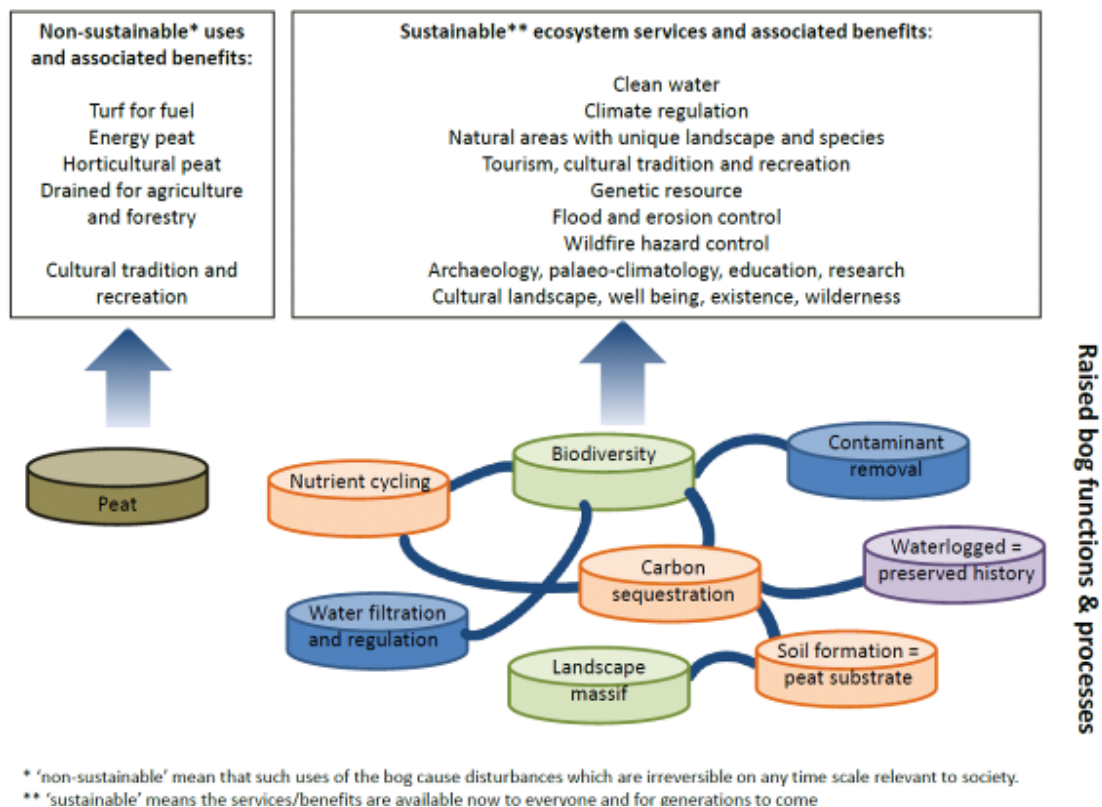 Non-sustainable* uses
and associated benefits:
Turf for fuel
Energy peat
Horticultural peat
Drained for agriculture
and forestry
Cultural tradition and
recreation
Sustainable** ecosystem services and associated benefits:
Clean water
Climate regulation
Natural areas with unique landscape and species
Tourism, cultural tradition and recreation
Genetic resource
Flood and erosion control
Wildfire hazard control
Archaeology, palaeo-climatology, education, research
Cultural landscape, well being, existence, wilderness
Peat
Nutrient cycling
Biodiversity
Contaminant
removal
Carbon
sequestration
Waterlogged =
preserved history
Water filtration
and regulation
Landscape
massif
Soil formation =
peat substrate
Raised bog functions & processes
* ‘non-sustainable’ mean that such uses of the bog cause disturbances which are irreversible on any time scale relevant to society.
** ‘sustainable’ means the services/benefits are available now to everyone and for generations to come